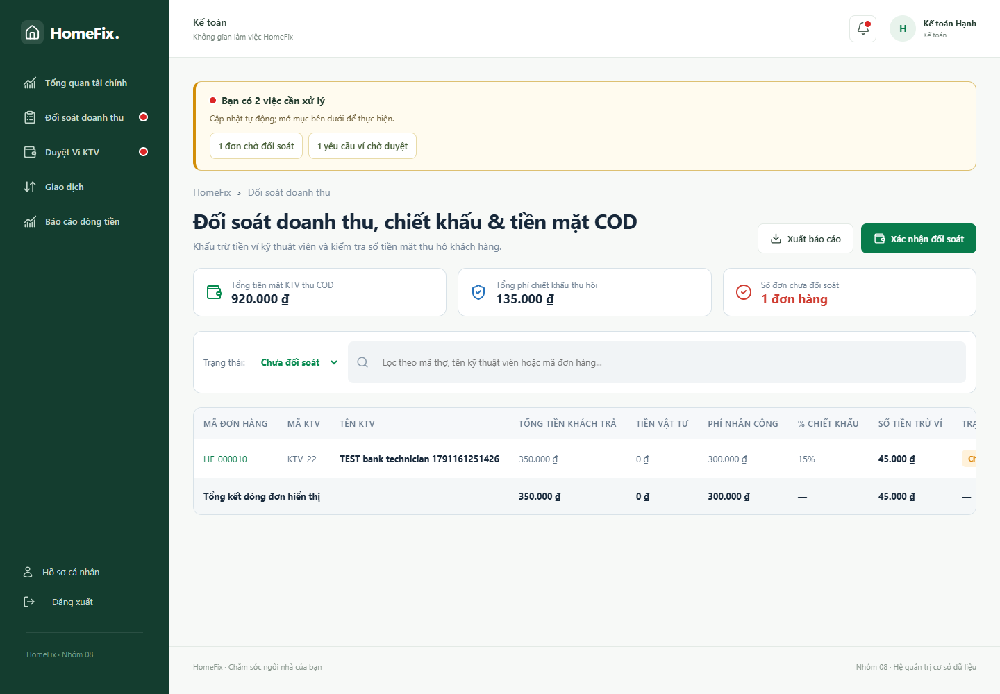 HomeFix.
Tổng quan tài chính
Đối soát doanh thu
Duyệt Ví KTV
Giao dịch
Báo cáo dòng tiền
Hồ sơ cá nhân
Đăng xuất
HomeFix · Nhóm 08
Kế toán
Không gian làm việc HomeFix
H
Kế toán Hạnh
Kế toán
Bạn có 2 việc cần xử lý
Cập nhật tự động; mở mục bên dưới để thực hiện.
1 đơn chờ đối soát
1 yêu cầu ví chờ duyệt
HomeFix › Đối soát doanh thu
Đối soát doanh thu, chiết khấu & tiền mặt COD
Khấu trừ tiền ví kỹ thuật viên và kiểm tra số tiền mặt thu hộ khách hàng.
Xuất báo cáo
Xác nhận đối soát
Tổng tiền mặt KTV thu COD
920.000 ₫
Tổng phí chiết khấu thu hồi
135.000 ₫
Số đơn chưa đối soát
1 đơn hàng
Trạng thái: Chưa đối soát
Lọc theo mã thợ, tên kỹ thuật viên hoặc mã đơn hàng...
MÃ ĐƠN HÀNG MÃ KTV TÊN KTV TỔNG TIỀN KHÁCH TRẢ TIỀN VẬT TƯ PHÍ NHÂN CÔNG % CHIẾT KHẤU SỐ TIỀN TRỪ VÍ TRẠ
HF-000010 KTV-22 TEST bank technician 1791161251426 350.000 ₫ 0 ₫ 300.000 ₫ 15% 45.000 ₫ Ch
Tổng kết dòng đơn hiển thị 350.000 ₫ 0 ₫ 300.000 ₫ — 45.000 ₫ —
HomeFix · Chăm sóc ngôi nhà của bạn
Nhóm 08 · Hệ quản trị cơ sở dữ liệu